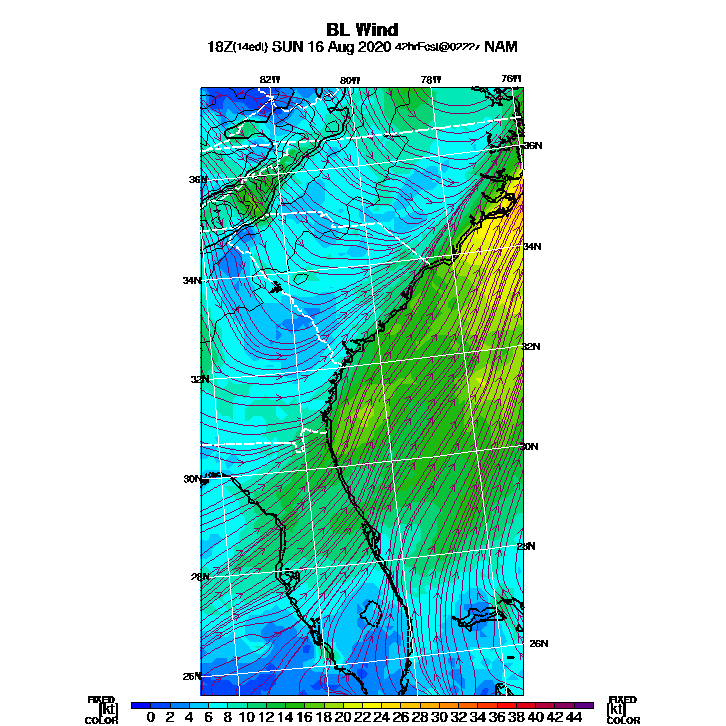 BL Wind
18Z(14edt) SUN 16 Aug 2020 42hrFcst@0222z NAM
82W 80W 78W 76W
36N
36N
34N
34N
32N
32N
30N
30N
28N
28N
26N
26N
FIXED FIXED
[kt] [kt]
0 2 4 6 8 10 12 14 16 18 20 22 24 26 28 30 32 34 36 38 40 42 44
COLOR COLOR